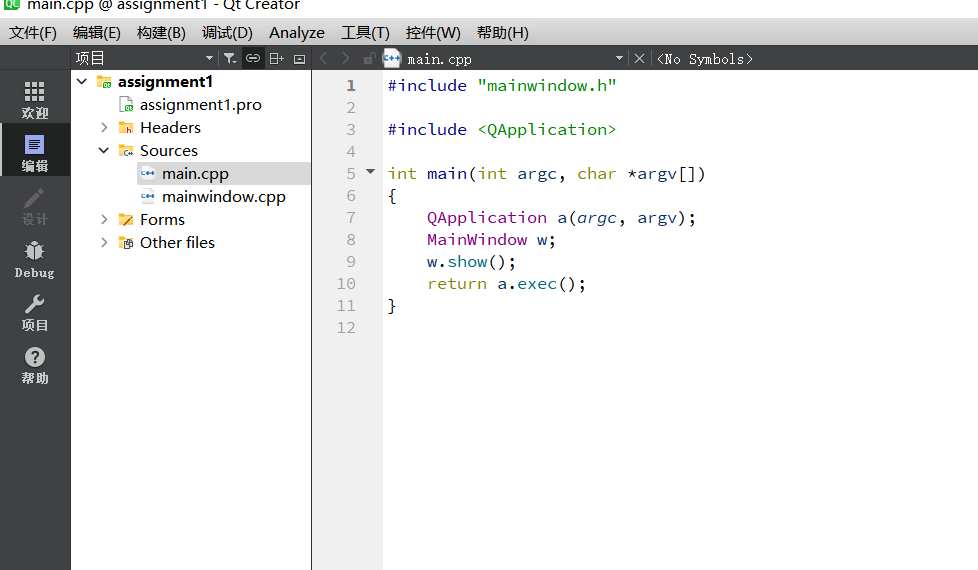 main.cpp @ assignment1 - Qt Creator
文件(F) 编辑(E) 构建(B) 调试(D) Analyze 工具(T) 控件(W) 帮助(H)
项目 main.cpp <No Symbols>
欢迎
编辑
设计
Debug
项目
帮助
assignment1
assignment1.pro
Headers
Sources
main.cpp
mainwindow.cpp
Forms
Other files
1 #include "mainwindow.h"
2
3 #include <QApplication>
4
5 int main(int argc, char *argv[])
6 {
7     QApplication a(argc, argv);
8     MainWindow w;
9     w.show();
10     return a.exec();
11 }
12